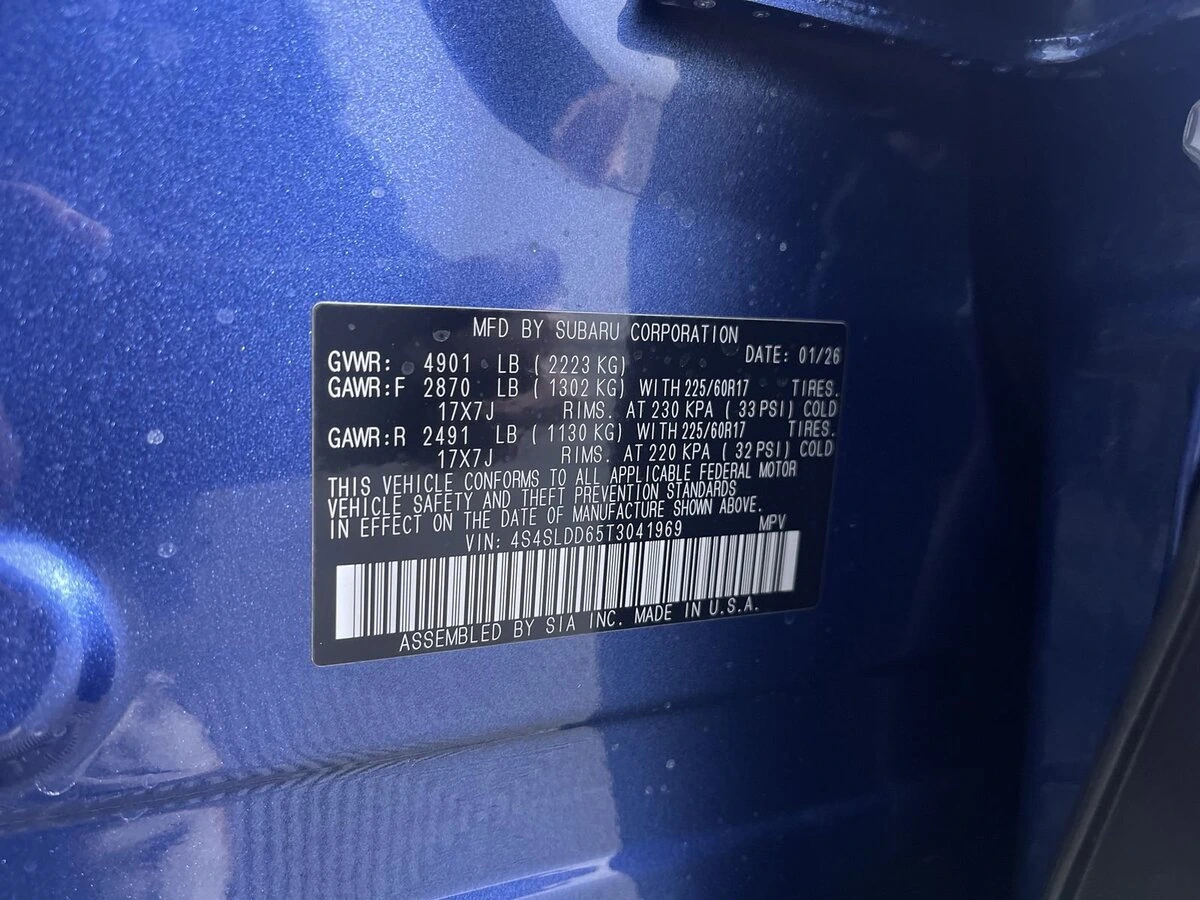 MFD BY SUBARU CORPORATION
DATE: 01/26
GVWR: 4901 LB ( 2223 KG)
GAWR:F 2870 LB ( 1302 KG) WITH 225/60R17 TIRES.
17X7J RIMS. AT 230 KPA ( 33 PSI) COLD
GAWR:R 2491 LB ( 1130 KG) WITH 225/60R17 TIRES.
17X7J RIMS. AT 220 KPA ( 32 PSI) COLD
THIS VEHICLE CONFORMS TO ALL APPLICABLE FEDERAL MOTOR
VEHICLE SAFETY AND THEFT PREVENTION STANDARDS
IN EFFECT ON THE DATE OF MANUFACTURE SHOWN ABOVE.
VIN: 4S4SLDD65T3041969 MPV
ASSEMBLED BY SIA INC. MADE IN U.S.A.